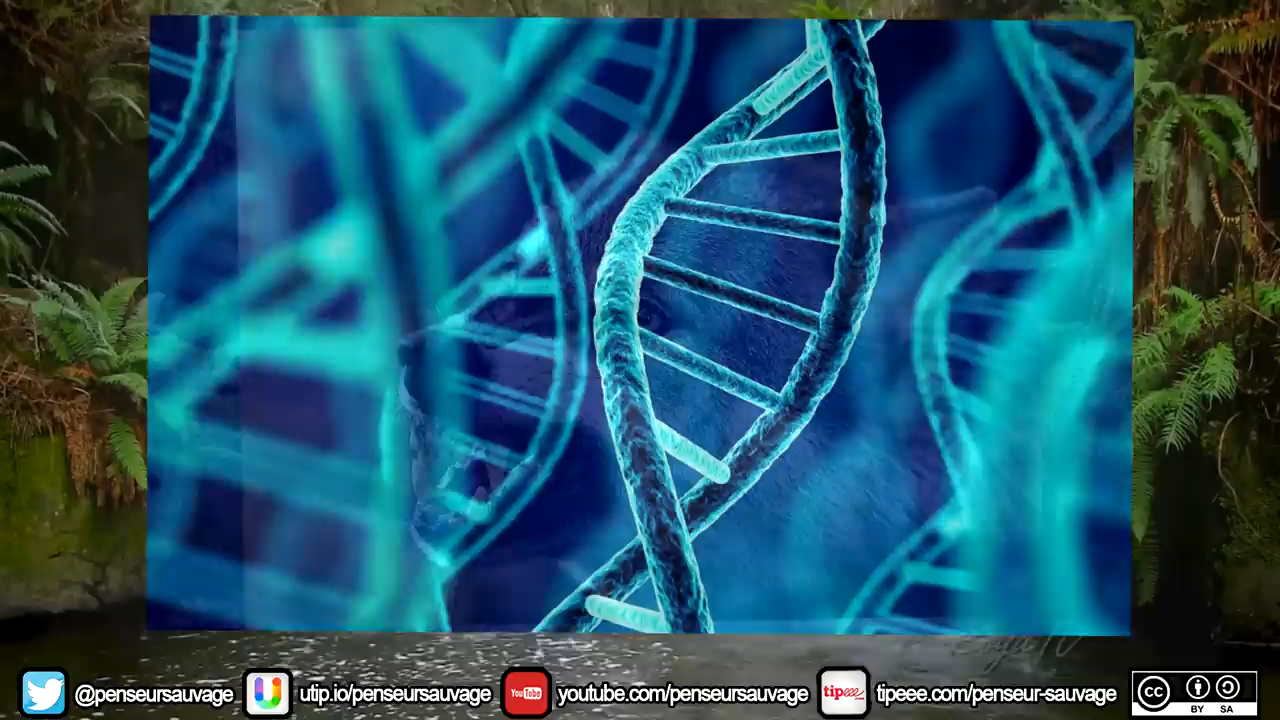 @penseursauvage
utip.io/penseursauvage
YouTube
youtube.com/penseursauvage
tipeee
tipeee.com/penseur-sauvage
cc
BY SA